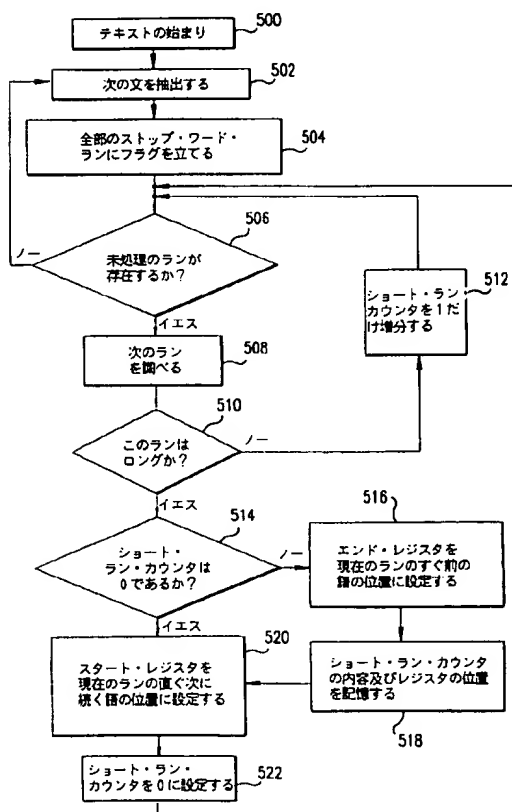 テキストの始まり
500
次の文を抽出する
502
全部のストップ・ワード・
ランにフラグを立てる
504
506
ノー
未処理のランが
存在するか?
イエス
512
ショート・ラン
カウンタを1だ
け増分する
次のラン
を調べる
508
510
このランは
ロングか?
ノー
イエス
514
ショート・
ラン・カウンタは
0であるか?
ノー
516
エンド・レジスタを
現在のランのすぐ前の
語の位置に設定する
イエス
520
スタート・レジスタを
現在のランの直ぐ次に
続く語の位置に設定する
ショート・ラン・カウンタ
の内容及びレジスタの位置
を記憶する
518
ショート・ラン・
カウンタを0に設定する
522